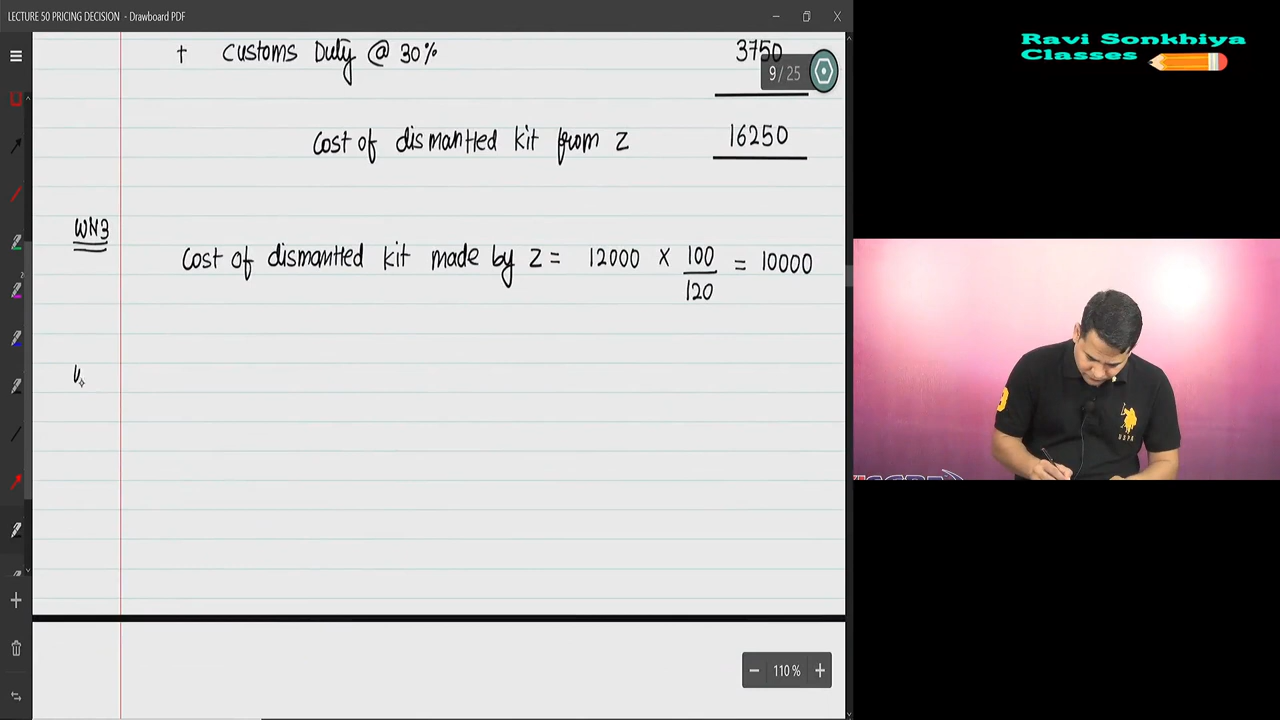 LECTURE 50 PRICING DECISION - Drawboard PDF
Ravi Sonkhiya
Classes
+ Customs Duty @ 30% 3750
9 / 25
Cost of dismantled kit from Z 16250
WN3
Cost of dismantled kit made by Z = 12000 × 100/120 = 10000
USPA
110 %